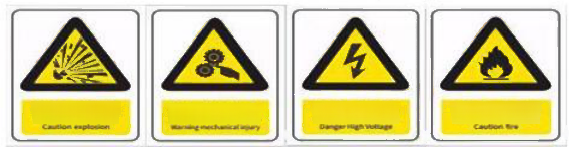 Caution explosion
Warning mechanical injury
Danger High Voltage
Caution fire